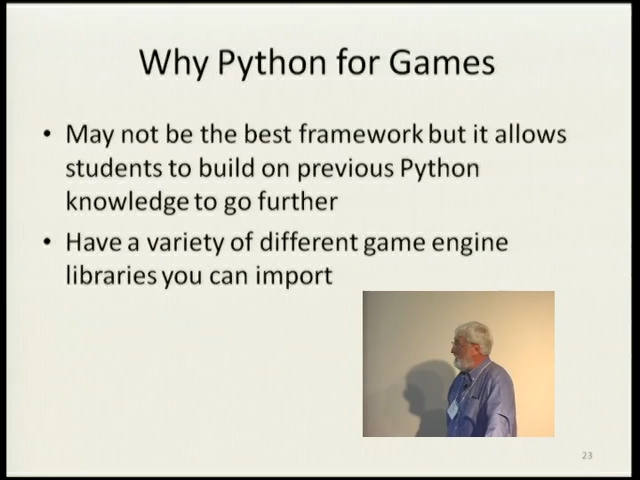 Why Python for Games
• May not be the best framework but it allows
students to build on previous Python
knowledge to go further
• Have a variety of different game engine
libraries you can import
23